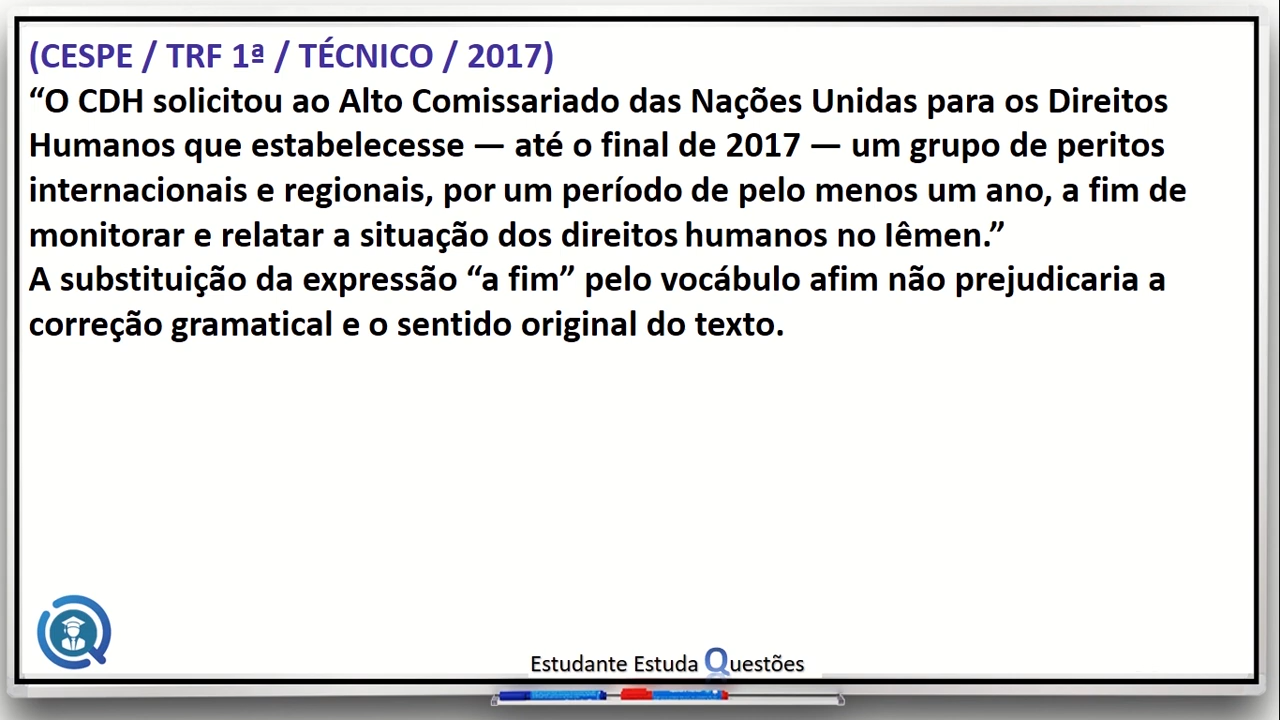 (CESPE / TRF 1ª / TÉCNICO / 2017)
“O CDH solicitou ao Alto Comissariado das Nações Unidas para os Direitos
Humanos que estabelecesse — até o final de 2017 — um grupo de peritos
internacionais e regionais, por um período de pelo menos um ano, a fim de
monitorar e relatar a situação dos direitos humanos no Iêmen.”
A substituição da expressão “a fim” pelo vocábulo afim não prejudicaria a
correção gramatical e o sentido original do texto.
Estudante Estuda Questões